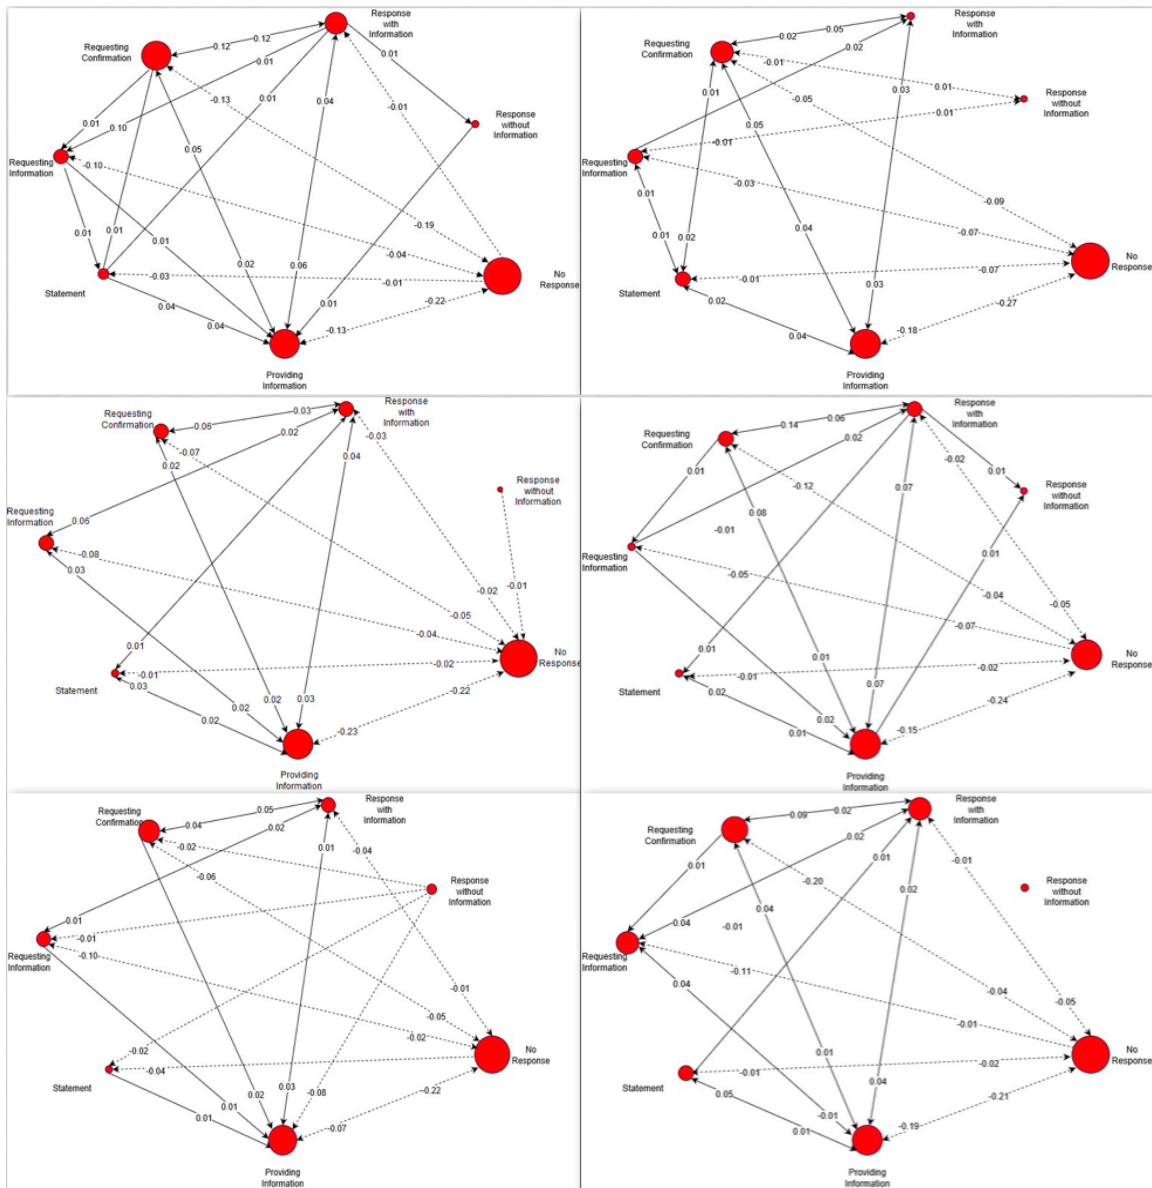 Response
with
Information
Requesting
Confirmation
0.12
0.12
0.01
0.01
-0.13
0.01
0.04
-0.01
Response
without
Information
0.01
0.10
0.05
Requesting
Information
-0.10
-0.19
0.01
0.01
0.01
-0.04
0.02
0.06
-0.03
-0.01
No
Response
Statement
0.04
0.04
0.01
-0.22
-0.13
Providing
Information
Response
with
Information
Requesting
Confirmation
0.02
0.05
0.02
-0.01
0.01
0.01
-0.05
0.03
Response
without
Information
0.01
0.05
-0.01
Requesting
Information
-0.03
0.01
-0.09
0.01
0.02
0.04
-0.07
-0.01
-0.07
No
Response
Statement
0.02
0.03
-0.27
0.04
-0.18
Providing
Information
Response
with
Information
Requesting
Confirmation
0.06
0.03
0.02
-0.03
-0.07
0.02
0.04
Response
without
Information
Requesting
Information
0.06
-0.08
0.03
-0.02
-0.01
-0.05
-0.04
0.01
-0.02
No
Response
-0.01
Statement
0.03
0.02
0.02
0.02
0.03
-0.22
-0.23
Providing
Information
Response
with
Information
Requesting
Confirmation
0.14
0.06
0.02
-0.02
0.01
0.01
-0.12
0.07
Response
without
Information
0.08
-0.01
0.01
Requesting
Information
-0.05
-0.04
-0.05
-0.07
0.01
0.01
-0.02
No
Response
-0.01
Statement
0.02
0.07
-0.24
0.02
0.01
-0.15
Providing
Information
Response
with
Information
Requesting
Confirmation
0.04
0.05
0.02
-0.02
0.01
-0.04
-0.06
Response
without
Information
0.01
-0.01
Requesting
Information
-0.10
-0.01
-0.05
-0.02
-0.02
-0.04
No
Response
Statement
0.02
0.03
-0.08
-0.22
0.01
0.01
-0.07
Providing
Information
Response
with
Information
Requesting
Confirmation
0.09
0.02
0.02
0.01
0.01
-0.01
-0.20
0.02
Response
without
Information
0.04
0.04
-0.01
Requesting
Information
-0.11
0.04
-0.04
-0.05
-0.01
0.01
-0.02
No
Response
-0.01
Statement
0.05
0.04
-0.21
-0.01
0.01
-0.19
Providing
Information